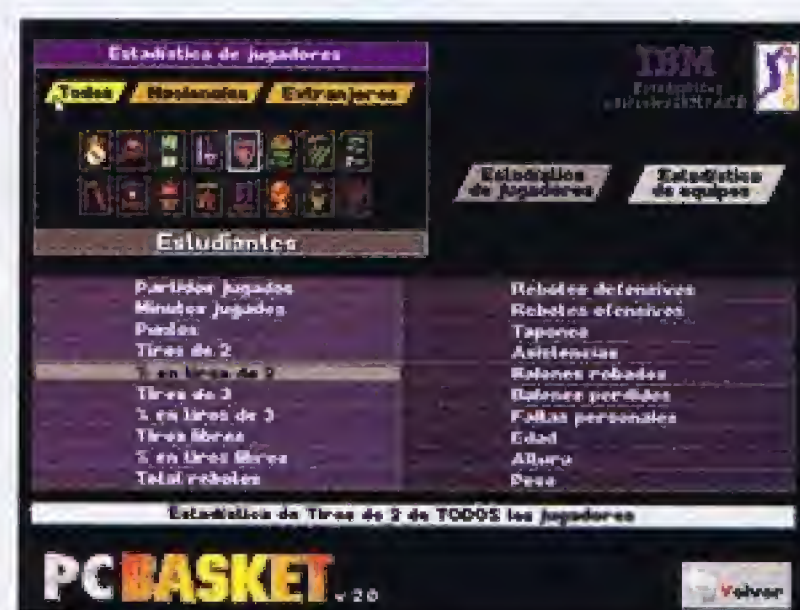 Estadística de jugadores
Todos Nacionales Extranjeros
Estudiantes
IBM
Estadística de jugadores
Estadística de equipos
Partidos jugados
Minutos jugados
Puntos
Tiros de 2
% en tiros de 2
Tiros de 3
% en tiros de 3
Tiros libres
% en tiros libres
Total rebotes
Rebotes defensivos
Rebotes ofensivos
Tapones
Asistencias
Balones robados
Balones perdidos
Faltas personales
Edad
Altura
Peso
Estadística de Tiros de 2 de TODOS los jugadores
PC BASKET v 2.0
Volver